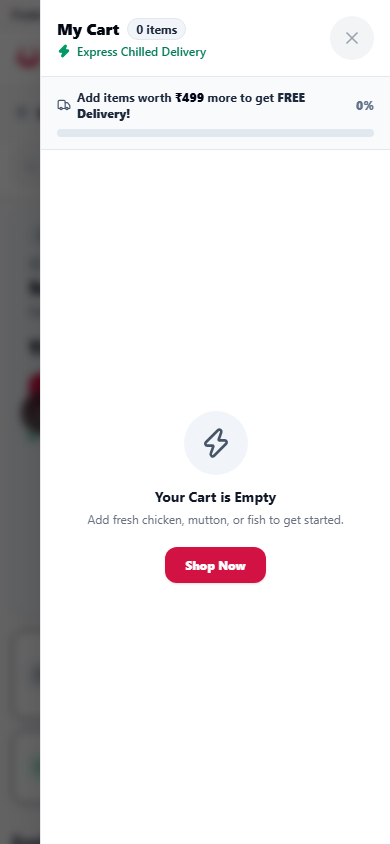 My Cart 0 items
Express Chilled Delivery
Add items worth ₹499 more to get FREE
Delivery!
0%
Your Cart is Empty
Add fresh chicken, mutton, or fish to get started.
Shop Now